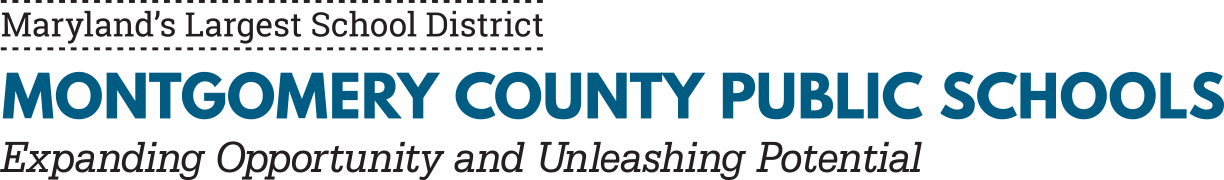 Maryland’s Largest School District
MONTGOMERY COUNTY PUBLIC SCHOOLS
Expanding Opportunity and Unleashing Potential